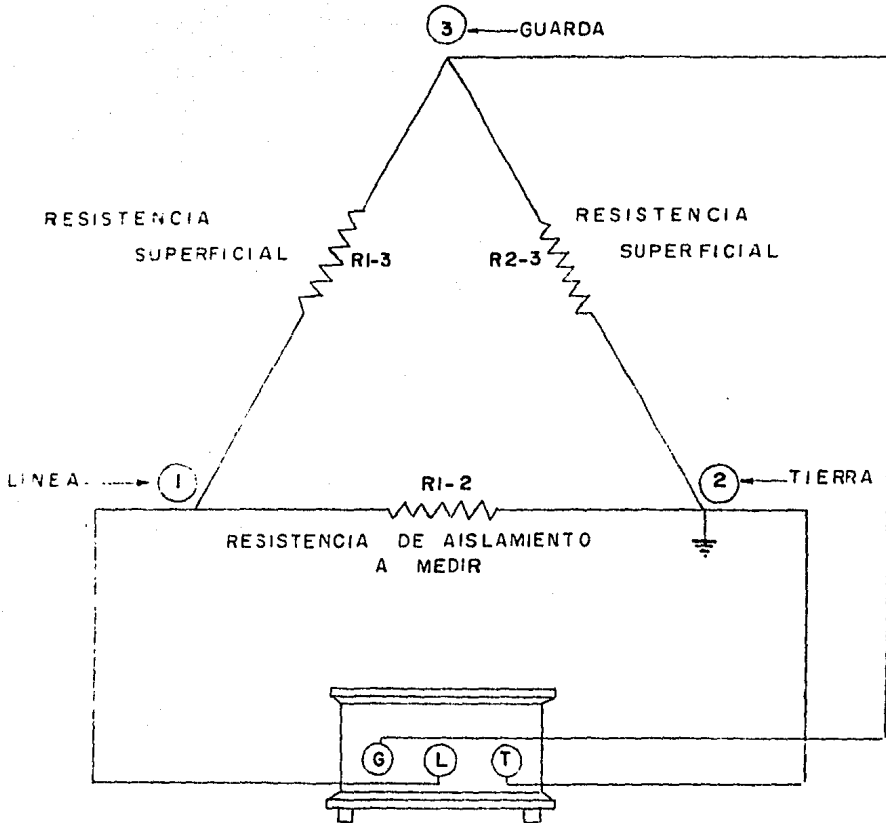 3 GUARDA
RESISTENCIA
SUPERFICIAL
R1-3
R2-3
RESISTENCIA
SUPERFICIAL
LINEA 1
R1-2
2 TIERRA
RESISTENCIA DE AISLAMIENTO
A MEDIR
G L T